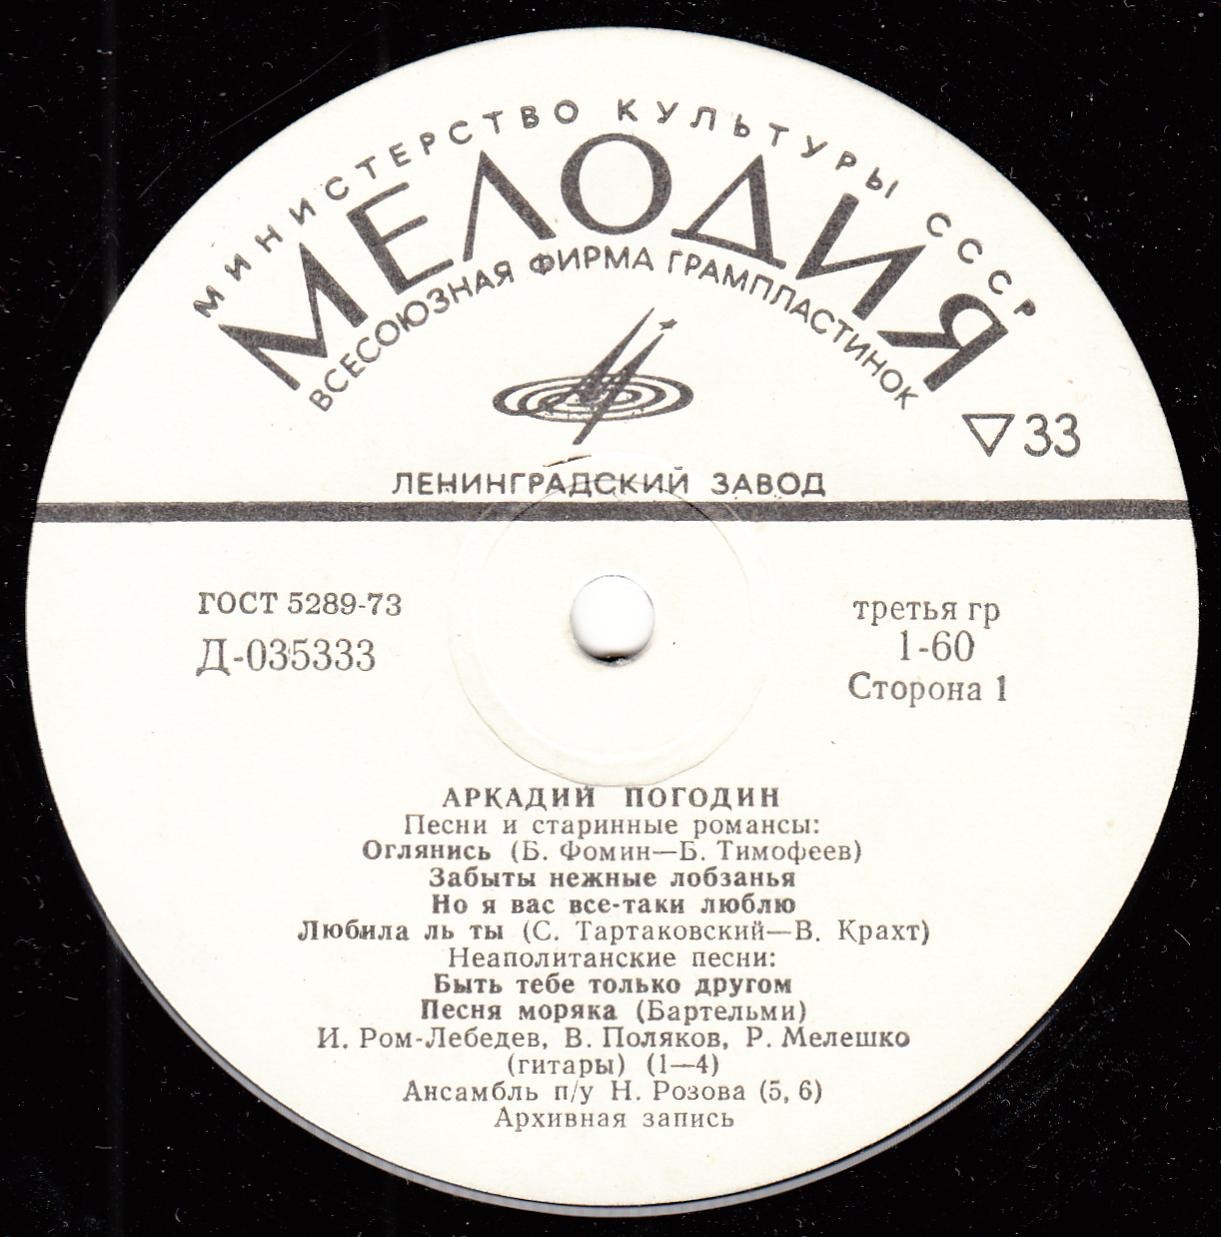 МИНИСТЕРСТВО КУЛЬТУРЫ СССР
МЕЛОДИЯ
ВСЕСОЮЗНАЯ ФИРМА ГРАМПЛАСТИНОК
▽ 33
ЛЕНИНГРАДСКИЙ ЗАВОД
ГОСТ 5289-73
Д-035333
третья гр
1-60
Сторона 1
АРКАДИЙ ПОГОДИН
Песни и старинные романсы:
Оглянись (Б. Фомин—Б. Тимофеев)
Забыты нежные лобзанья
Но я вас все-таки люблю
Любила ль ты (С. Тартаковский—В. Крахт)
Неаполитанские песни:
Быть тебе только другом
Песня моряка (Бартельми)
И. Ром-Лебедев, В. Поляков, Р. Мелешко
(гитары) (1—4)
Ансамбль п/у Н. Розова (5, 6)
Архивная запись